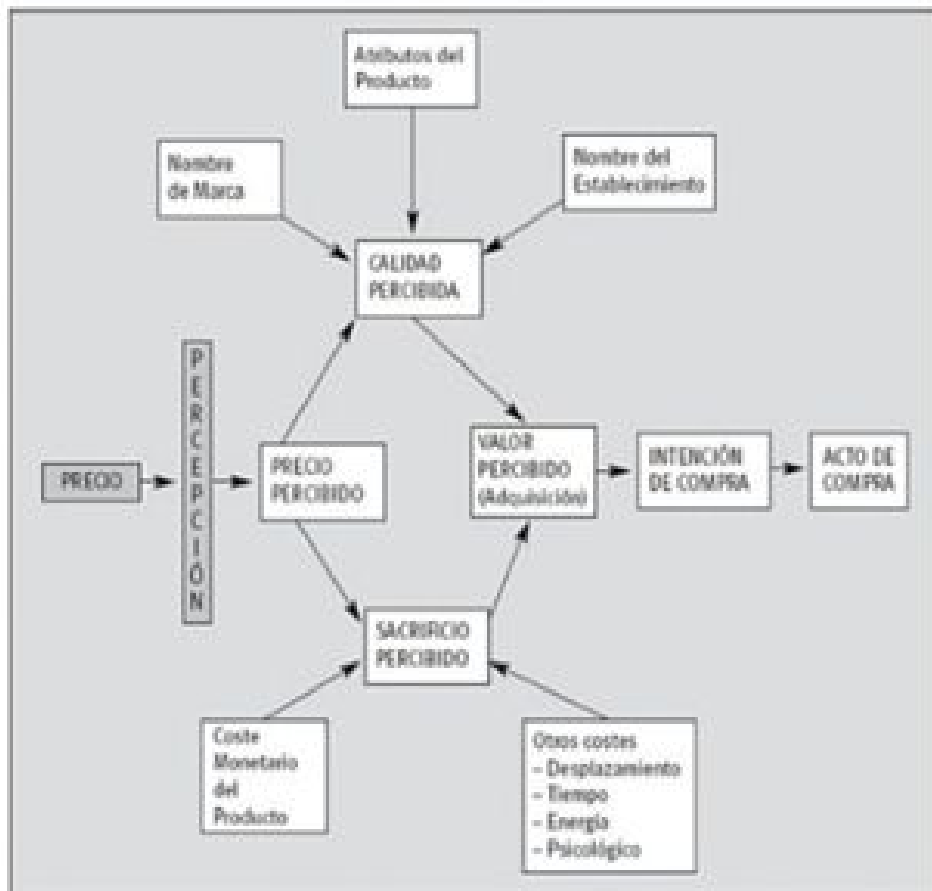 Atributos del
Producto
Nombre
de Marca
Nombre del
Establecimiento
CALIDAD
PERCIBIDA
PERCEPCIÓN
PRECIO
PRECIO
PERCIBIDO
VALOR
PERCIBIDO
(Adquisición)
INTENCIÓN
DE COMPRA
ACTO DE
COMPRA
SACRIFICIO
PERCIBIDO
Coste
Monetario
del
Producto
Otros costes
– Desplazamiento
– Tiempo
– Energía
– Psicológico